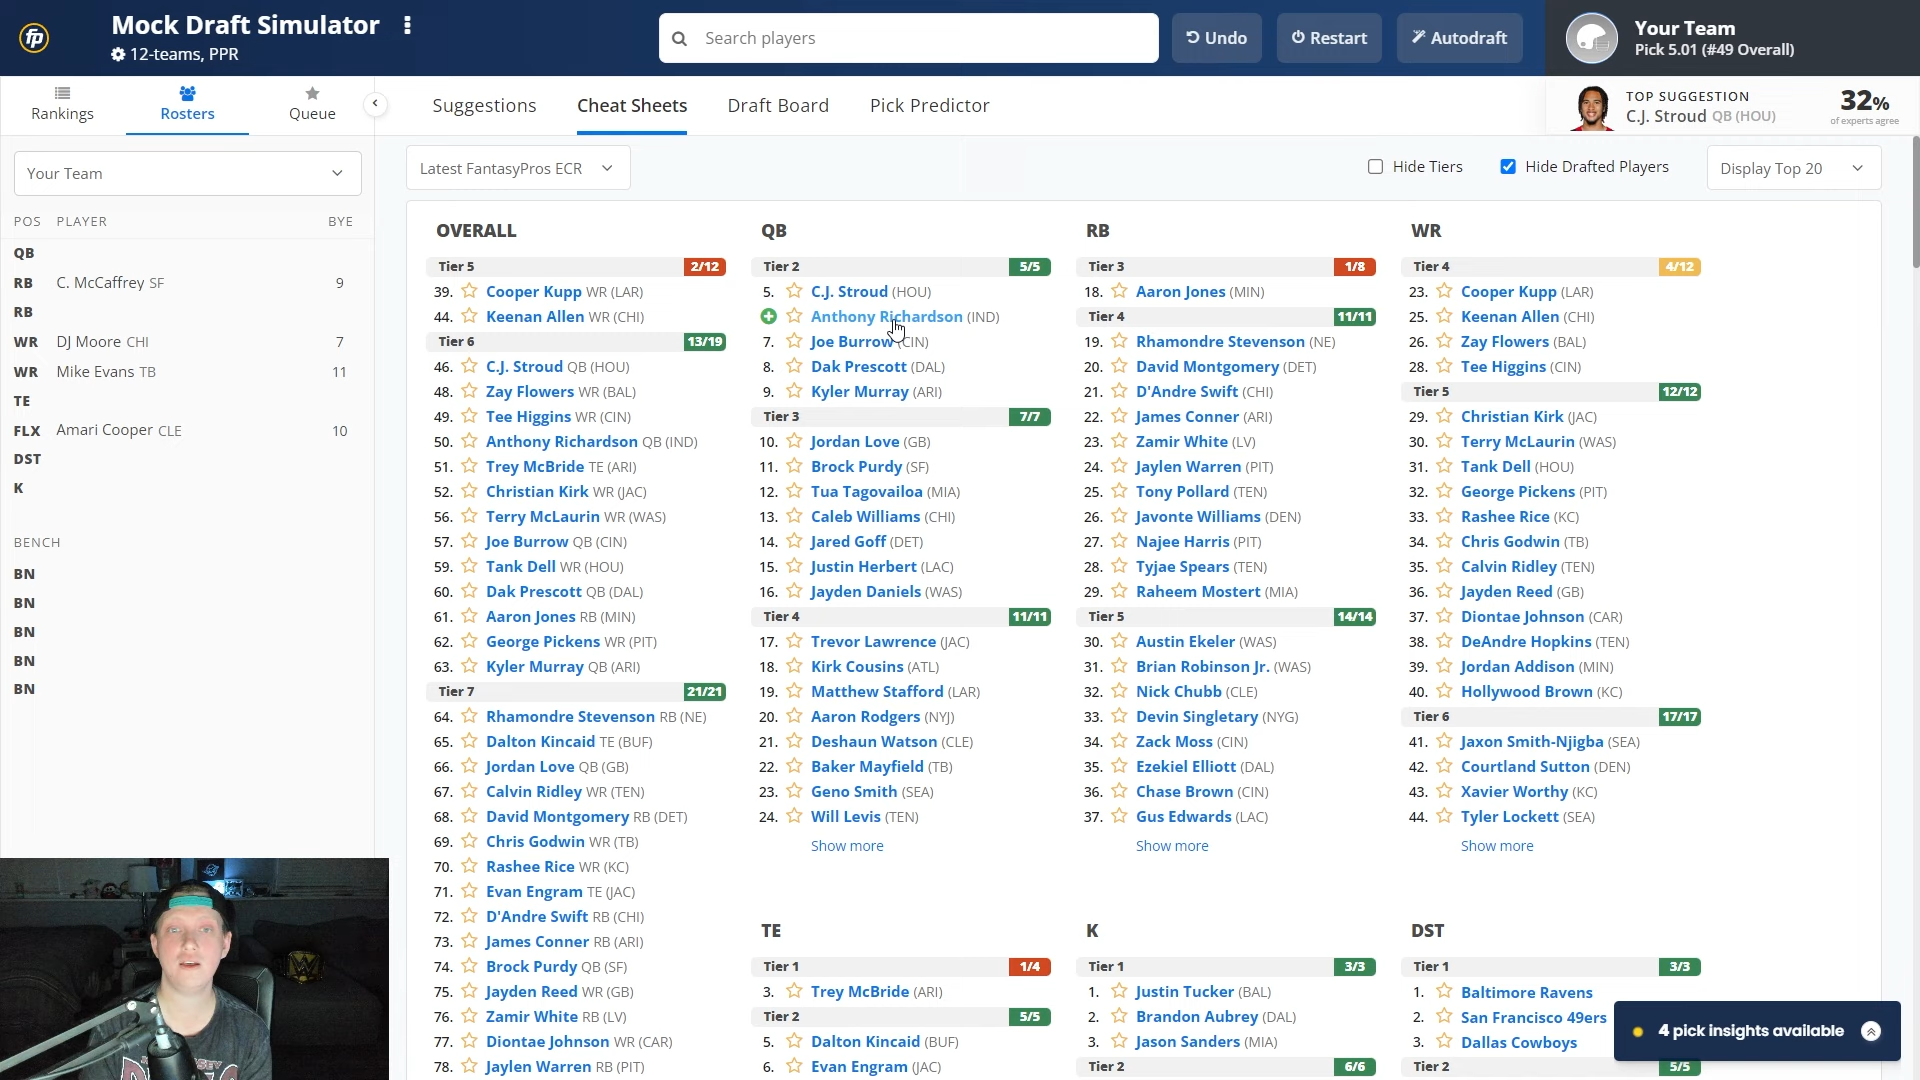 fp
Mock Draft Simulator
12-teams, PPR
Search players
Undo
Restart
Autodraft
Your Team
Pick 5.01 (#49 Overall)
Rankings
Rosters
Queue
Suggestions
Cheat Sheets
Draft Board
Pick Predictor
TOP SUGGESTION
C.J. Stroud QB (HOU)
32%
of experts agree
Your Team
POS PLAYER BYE
QB
RB C. McCaffrey SF 9
RB
WR DJ Moore CHI 7
WR Mike Evans TB 11
TE
FLX Amari Cooper CLE 10
DST
K
BENCH
BN
BN
BN
BN
BN
Latest FantasyPros ECR
Hide Tiers
Hide Drafted Players
Display Top 20
OVERALL
Tier 5 2/12
39. Cooper Kupp WR (LAR)
44. Keenan Allen WR (CHI)
Tier 6 13/19
46. C.J. Stroud QB (HOU)
48. Zay Flowers WR (BAL)
49. Tee Higgins WR (CIN)
50. Anthony Richardson QB (IND)
51. Trey McBride TE (ARI)
52. Christian Kirk WR (JAC)
56. Terry McLaurin WR (WAS)
57. Joe Burrow QB (CIN)
59. Tank Dell WR (HOU)
60. Dak Prescott QB (DAL)
61. Aaron Jones RB (MIN)
62. George Pickens WR (PIT)
63. Kyler Murray QB (ARI)
Tier 7 21/21
64. Rhamondre Stevenson RB (NE)
65. Dalton Kincaid TE (BUF)
66. Jordan Love QB (GB)
67. Calvin Ridley WR (TEN)
68. David Montgomery RB (DET)
69. Chris Godwin WR (TB)
70. Rashee Rice WR (KC)
71. Evan Engram TE (JAC)
72. D'Andre Swift RB (CHI)
73. James Conner RB (ARI)
74. Brock Purdy QB (SF)
75. Jayden Reed WR (GB)
76. Zamir White RB (LV)
77. Diontae Johnson WR (CAR)
78. Jaylen Warren RB (PIT)
QB
Tier 2 5/5
5. C.J. Stroud (HOU)
Anthony Richardson (IND)
7. Joe Burrow (CIN)
8. Dak Prescott (DAL)
9. Kyler Murray (ARI)
Tier 3 7/7
10. Jordan Love (GB)
11. Brock Purdy (SF)
12. Tua Tagovailoa (MIA)
13. Caleb Williams (CHI)
14. Jared Goff (DET)
15. Justin Herbert (LAC)
16. Jayden Daniels (WAS)
Tier 4 11/11
17. Trevor Lawrence (JAC)
18. Kirk Cousins (ATL)
19. Matthew Stafford (LAR)
20. Aaron Rodgers (NYJ)
21. Deshaun Watson (CLE)
22. Baker Mayfield (TB)
23. Geno Smith (SEA)
24. Will Levis (TEN)
Show more
RB
Tier 3 1/8
18. Aaron Jones (MIN)
Tier 4 11/11
19. Rhamondre Stevenson (NE)
20. David Montgomery (DET)
21. D'Andre Swift (CHI)
22. James Conner (ARI)
23. Zamir White (LV)
24. Jaylen Warren (PIT)
25. Tony Pollard (TEN)
26. Javonte Williams (DEN)
27. Najee Harris (PIT)
28. Tyjae Spears (TEN)
29. Raheem Mostert (MIA)
Tier 5 14/14
30. Austin Ekeler (WAS)
31. Brian Robinson Jr. (WAS)
32. Nick Chubb (CLE)
33. Devin Singletary (NYG)
34. Zack Moss (CIN)
35. Ezekiel Elliott (DAL)
36. Chase Brown (CIN)
37. Gus Edwards (LAC)
Show more
WR
Tier 4 4/12
23. Cooper Kupp (LAR)
25. Keenan Allen (CHI)
26. Zay Flowers (BAL)
28. Tee Higgins (CIN)
Tier 5 12/12
29. Christian Kirk (JAC)
30. Terry McLaurin (WAS)
31. Tank Dell (HOU)
32. George Pickens (PIT)
33. Rashee Rice (KC)
34. Chris Godwin (TB)
35. Calvin Ridley (TEN)
36. Jayden Reed (GB)
37. Diontae Johnson (CAR)
38. DeAndre Hopkins (TEN)
39. Jordan Addison (MIN)
40. Hollywood Brown (KC)
Tier 6 17/17
41. Jaxon Smith-Njigba (SEA)
42. Courtland Sutton (DEN)
43. Xavier Worthy (KC)
44. Tyler Lockett (SEA)
Show more
TE
Tier 1 1/4
3. Trey McBride (ARI)
Tier 2 5/5
5. Dalton Kincaid (BUF)
6. Evan Engram (JAC)
K
Tier 1 3/3
1. Justin Tucker (BAL)
2. Brandon Aubrey (DAL)
3. Jason Sanders (MIA)
Tier 2 6/6
DST
Tier 1 3/3
1. Baltimore Ravens
2. San Francisco 49ers
3. Dallas Cowboys
Tier 2 5/5
4 pick insights available